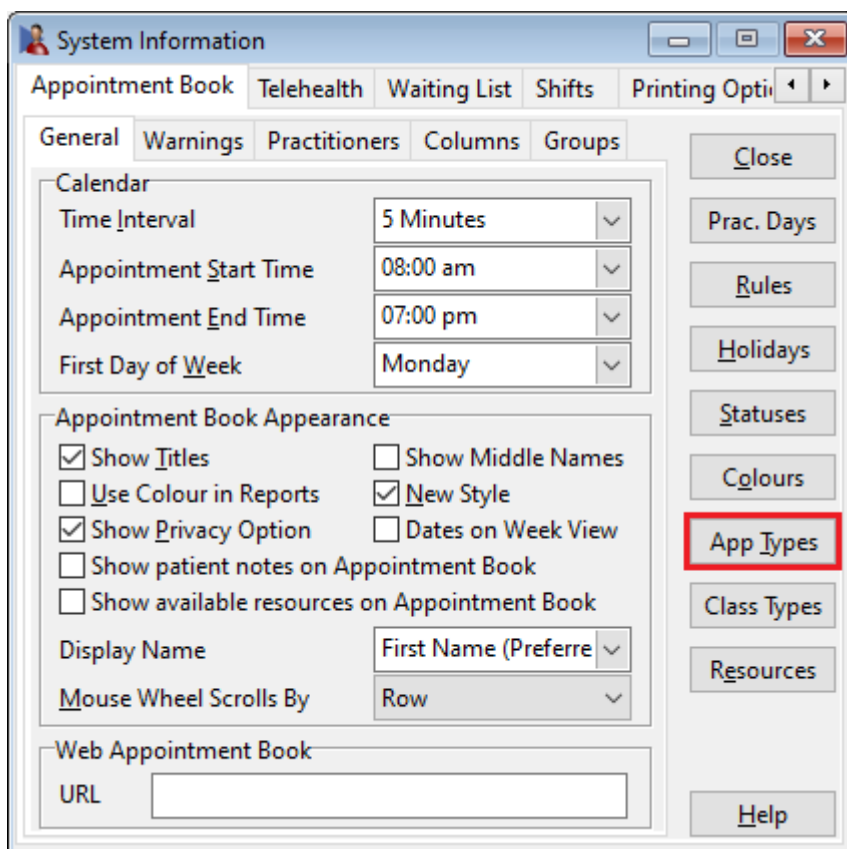 System Information
Appointment Book Telehealth Waiting List Shifts Printing Opti
General Warnings Practitioners Columns Groups
Close
Calendar
Time Interval 5 Minutes
Prac. Days
Appointment Start Time 08:00 am
Rules
Appointment End Time 07:00 pm
First Day of Week Monday
Holidays
Appointment Book Appearance
Statuses
Show Titles Show Middle Names
Use Colour in Reports New Style
Colours
Show Privacy Option Dates on Week View
App Types
Show patient notes on Appointment Book
Show available resources on Appointment Book
Class Types
Display Name First Name (Preferre
Resources
Mouse Wheel Scrolls By Row
Web Appointment Book
URL
Help